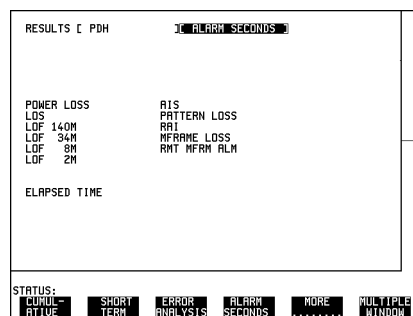 RESULTS [ PDH ][ ALARM SECONDS ]
POWER LOSS AIS
LOS PATTERN LOSS
LOF 140M RAI
LOF 34M MFRAME LOSS
LOF 8M RMT MFRM ALM
LOF 2M
ELAPSED TIME
STATUS:
CUMUL- SHORT ERROR ALARM MORE MULTIPLE
ATIVE TERM ANALYSIS SECONDS ........ WINDOW